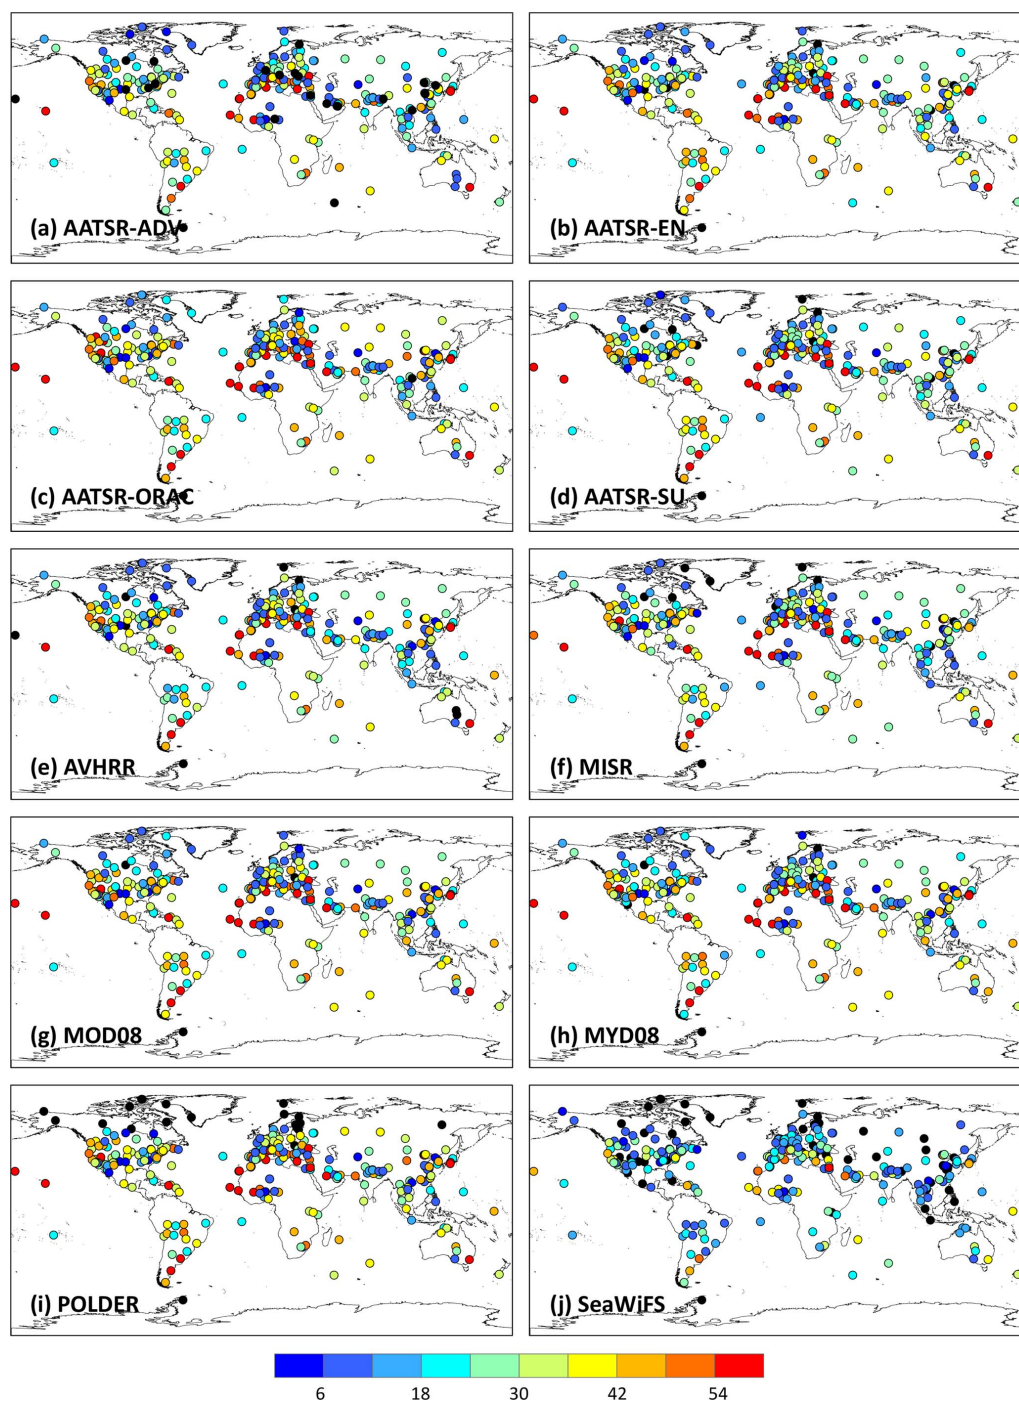 (a) AATSR-ADV
(b) AATSR-EN
(c) AATSR-ORAC
(d) AATSR-SU
(e) AVHRR
(f) MISR
(g) MOD08
(h) MYD08
(i) POLDER
(j) SeaWiFS
6 18 30 42 54